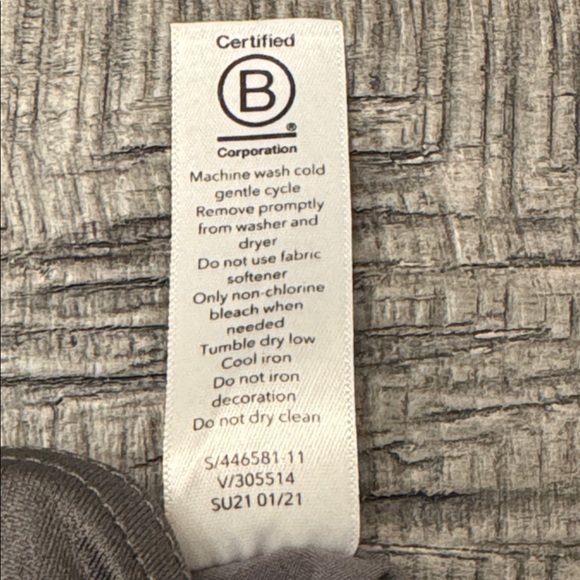 Certified
B
®
Corporation
Machine wash cold
gentle cycle
Remove promptly
from washer and
dryer
Do not use fabric
softener
Only non-chlorine
bleach when
needed
Tumble dry low
Cool iron
Do not iron
decoration
Do not dry clean
S/446581-11
V/305514
SU21 01/21